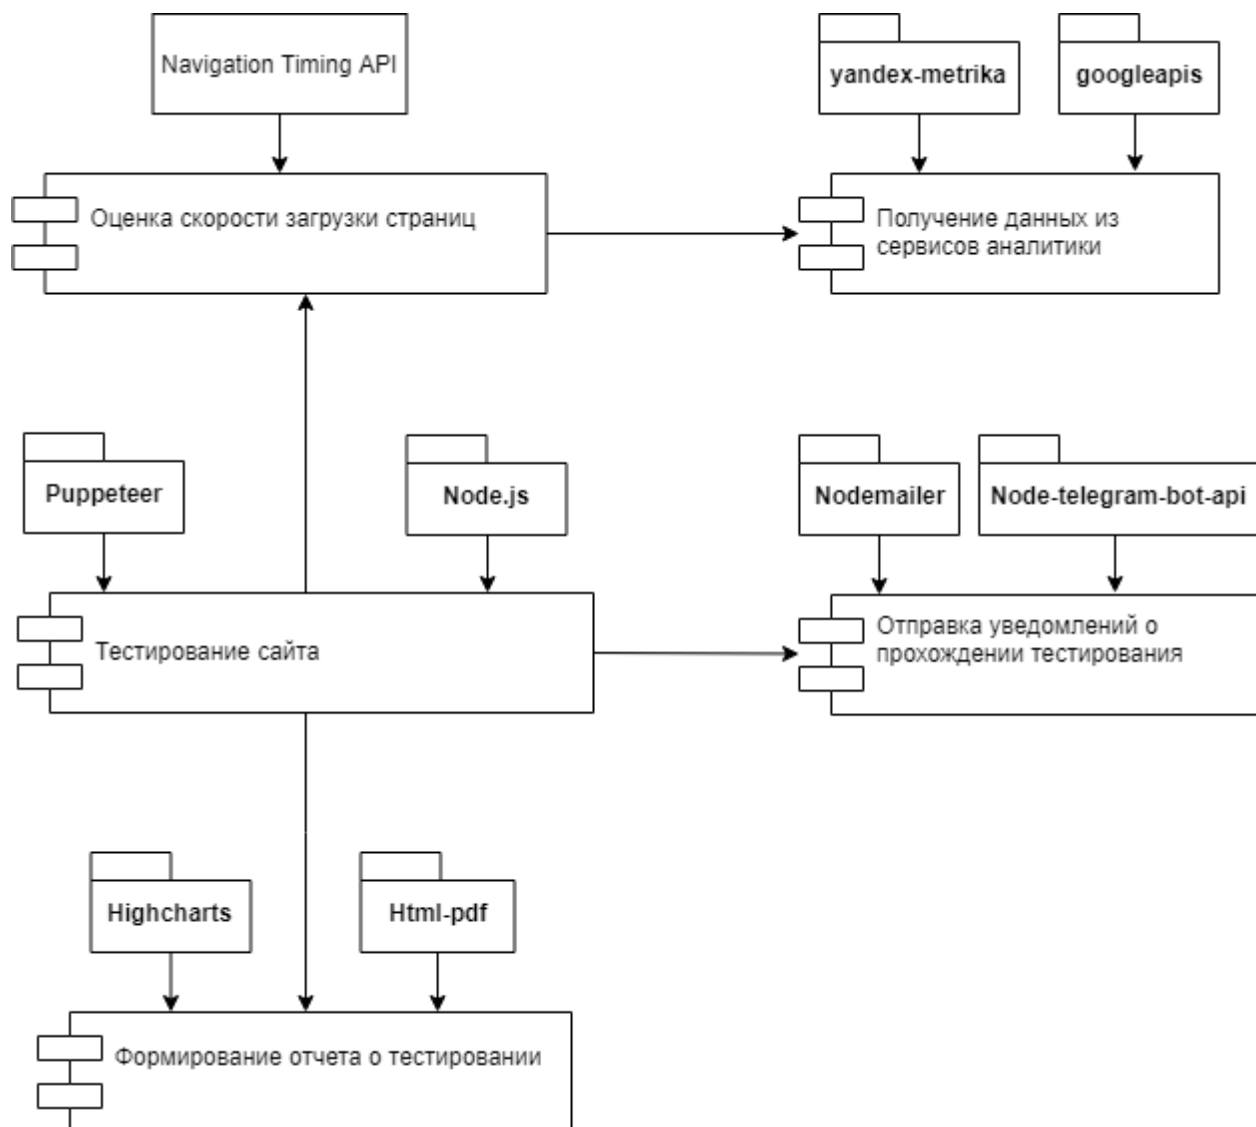 Navigation Timing API
yandex-metrika
googleapis
Оценка скорости загрузки страниц
Получение данных из
сервисов аналитики
Puppeteer
Node.js
Nodemailer
Node-telegram-bot-api
Тестирование сайта
Отправка уведомлений о
прохождении тестирования
Highcharts
Html-pdf
Формирование отчета о тестировании